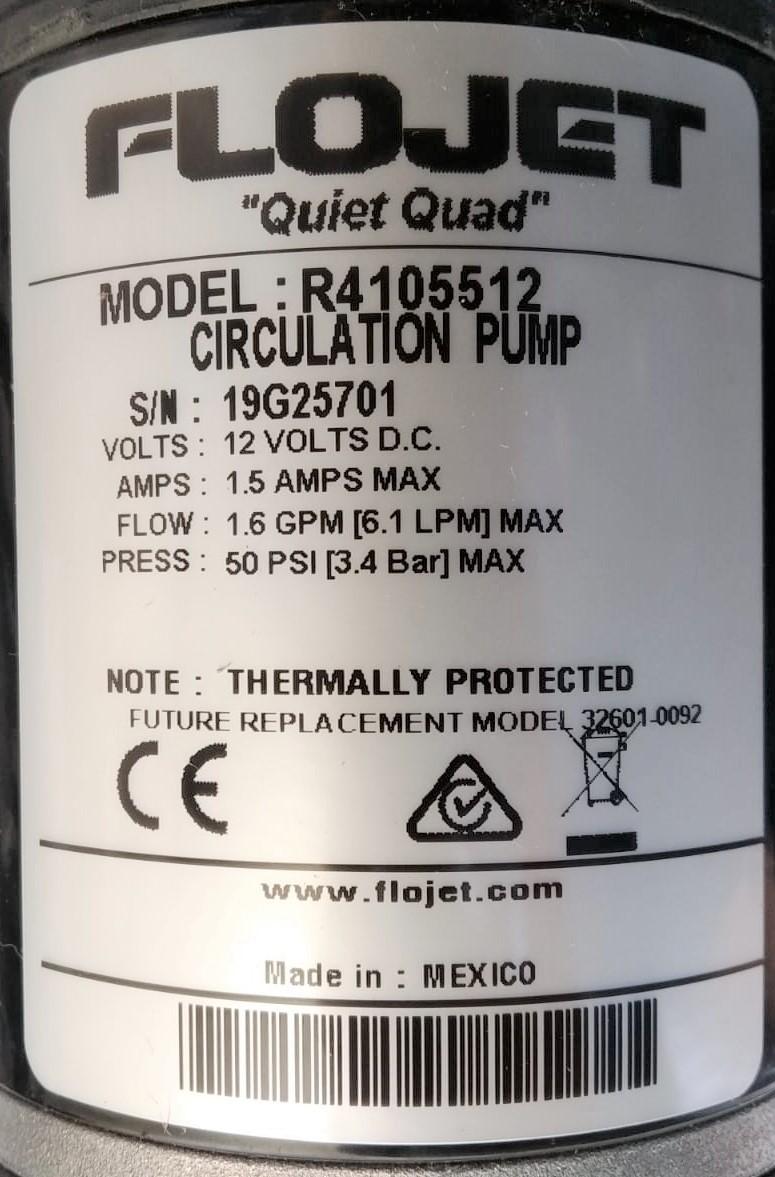 FLOJET
"Quiet Quad"
MODEL : R4105512
CIRCULATION PUMP
S/N : 19G25701
VOLTS : 12 VOLTS D.C.
AMPS : 1.5 AMPS MAX
FLOW : 1.6 GPM [6.1 LPM] MAX
PRESS : 50 PSI [3.4 Bar] MAX
NOTE : THERMALLY PROTECTED
FUTURE REPLACEMENT MODEL 32601-0092
CE
www.flojet.com
Made in : MEXICO